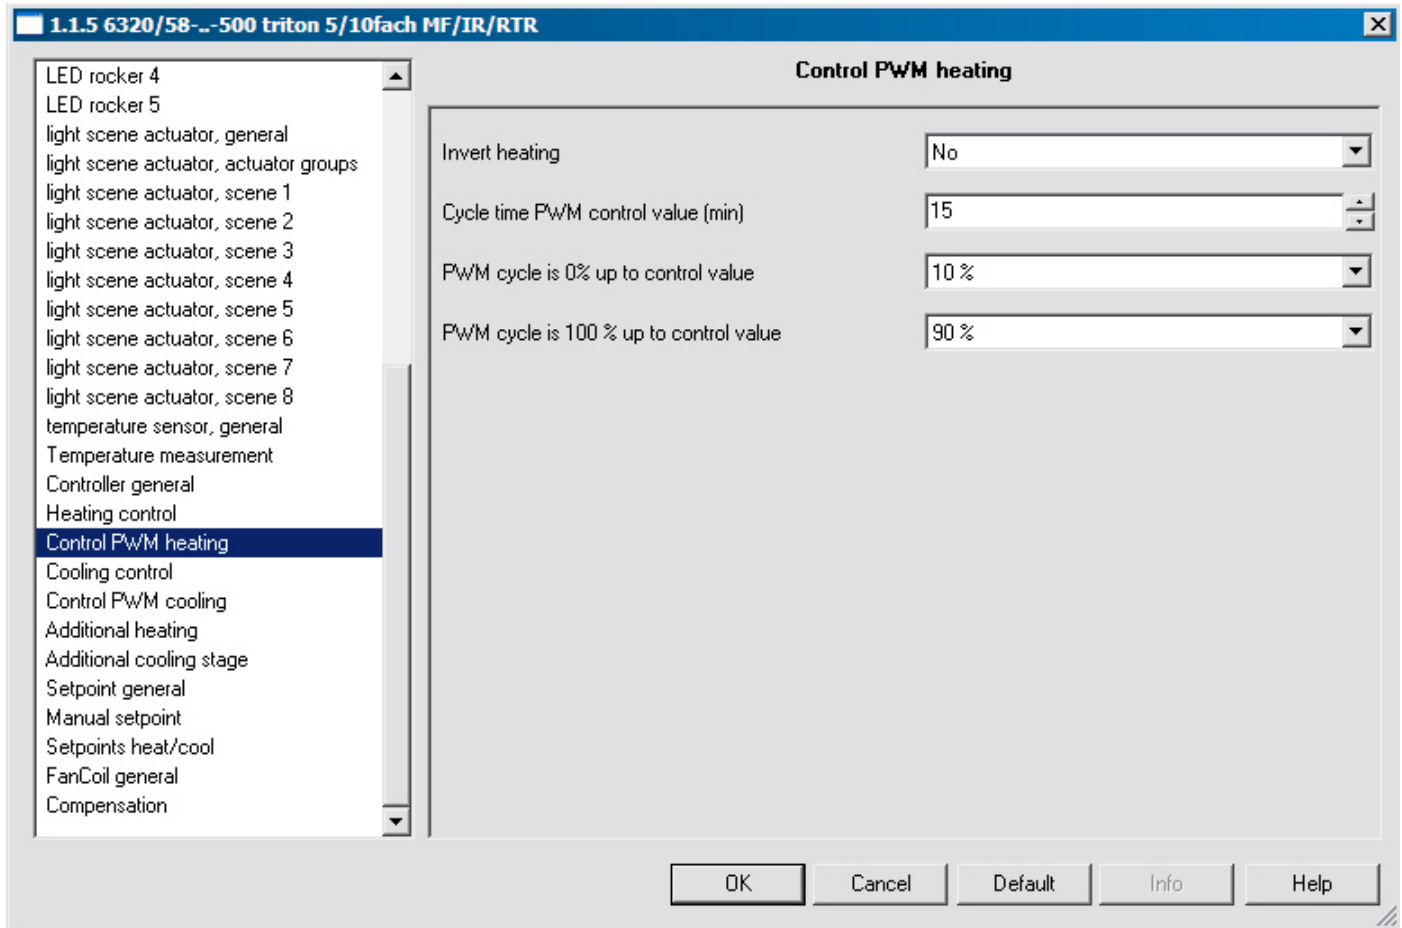 1.1.5 6320/58-..-500 triton 5/10fach MF/IR/RTR
LED rocker 4
LED rocker 5
light scene actuator, general
light scene actuator, actuator groups
light scene actuator, scene 1
light scene actuator, scene 2
light scene actuator, scene 3
light scene actuator, scene 4
light scene actuator, scene 5
light scene actuator, scene 6
light scene actuator, scene 7
light scene actuator, scene 8
temperature sensor, general
Temperature measurement
Controller general
Heating control
Control PWM heating
Cooling control
Control PWM cooling
Additional heating
Additional cooling stage
Setpoint general
Manual setpoint
Setpoints heat/cool
FanCoil general
Compensation
Control PWM heating
Invert heating No
Cycle time PWM control value (min) 15
PWM cycle is 0% up to control value 10 %
PWM cycle is 100 % up to control value 90 %
OK Cancel Default Info Help